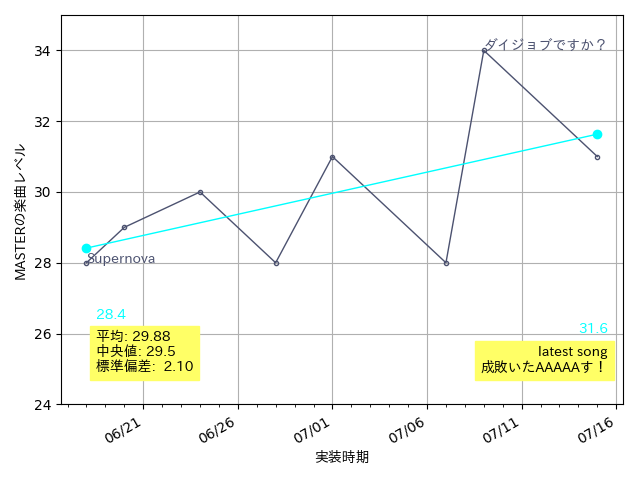 34
ダイジョブですか？
32
30
28
Supernova
26
24
MASTERの楽曲レベル
28.4
平均: 29.88
中央値: 29.5
標準偏差: 2.10
31.6
latest song
成敗いたAAAAAす！
06/21
06/26
07/01
07/06
07/11
07/16
実装時期